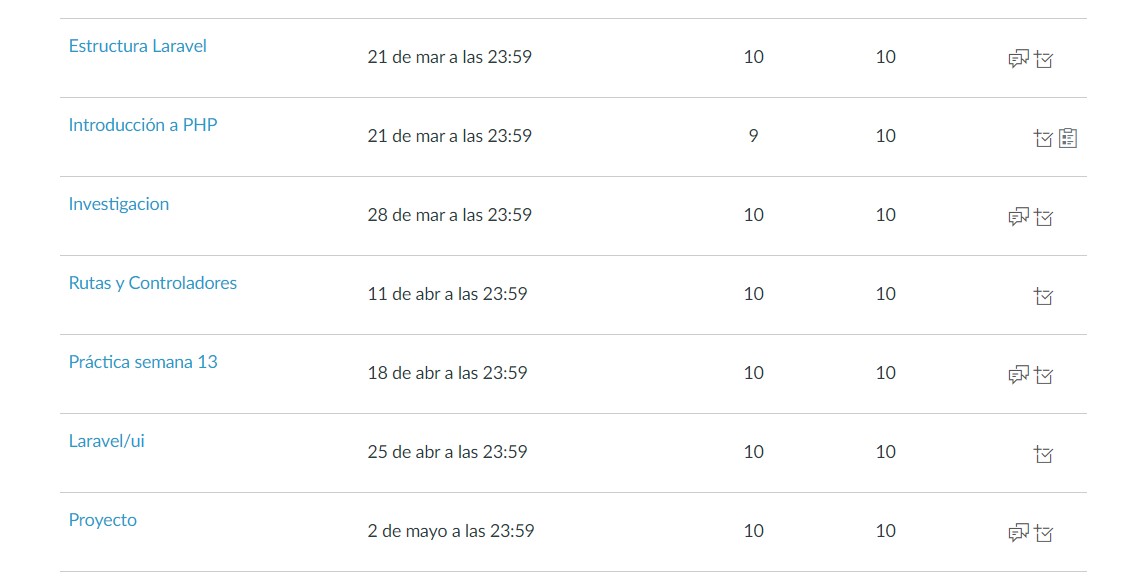 Estructura Laravel
21 de mar a las 23:59 10 10
Introducción a PHP
21 de mar a las 23:59 9 10
Investigacion
28 de mar a las 23:59 10 10
Rutas y Controladores
11 de abr a las 23:59 10 10
Práctica semana 13
18 de abr a las 23:59 10 10
Laravel/ui
25 de abr a las 23:59 10 10
Proyecto
2 de mayo a las 23:59 10 10